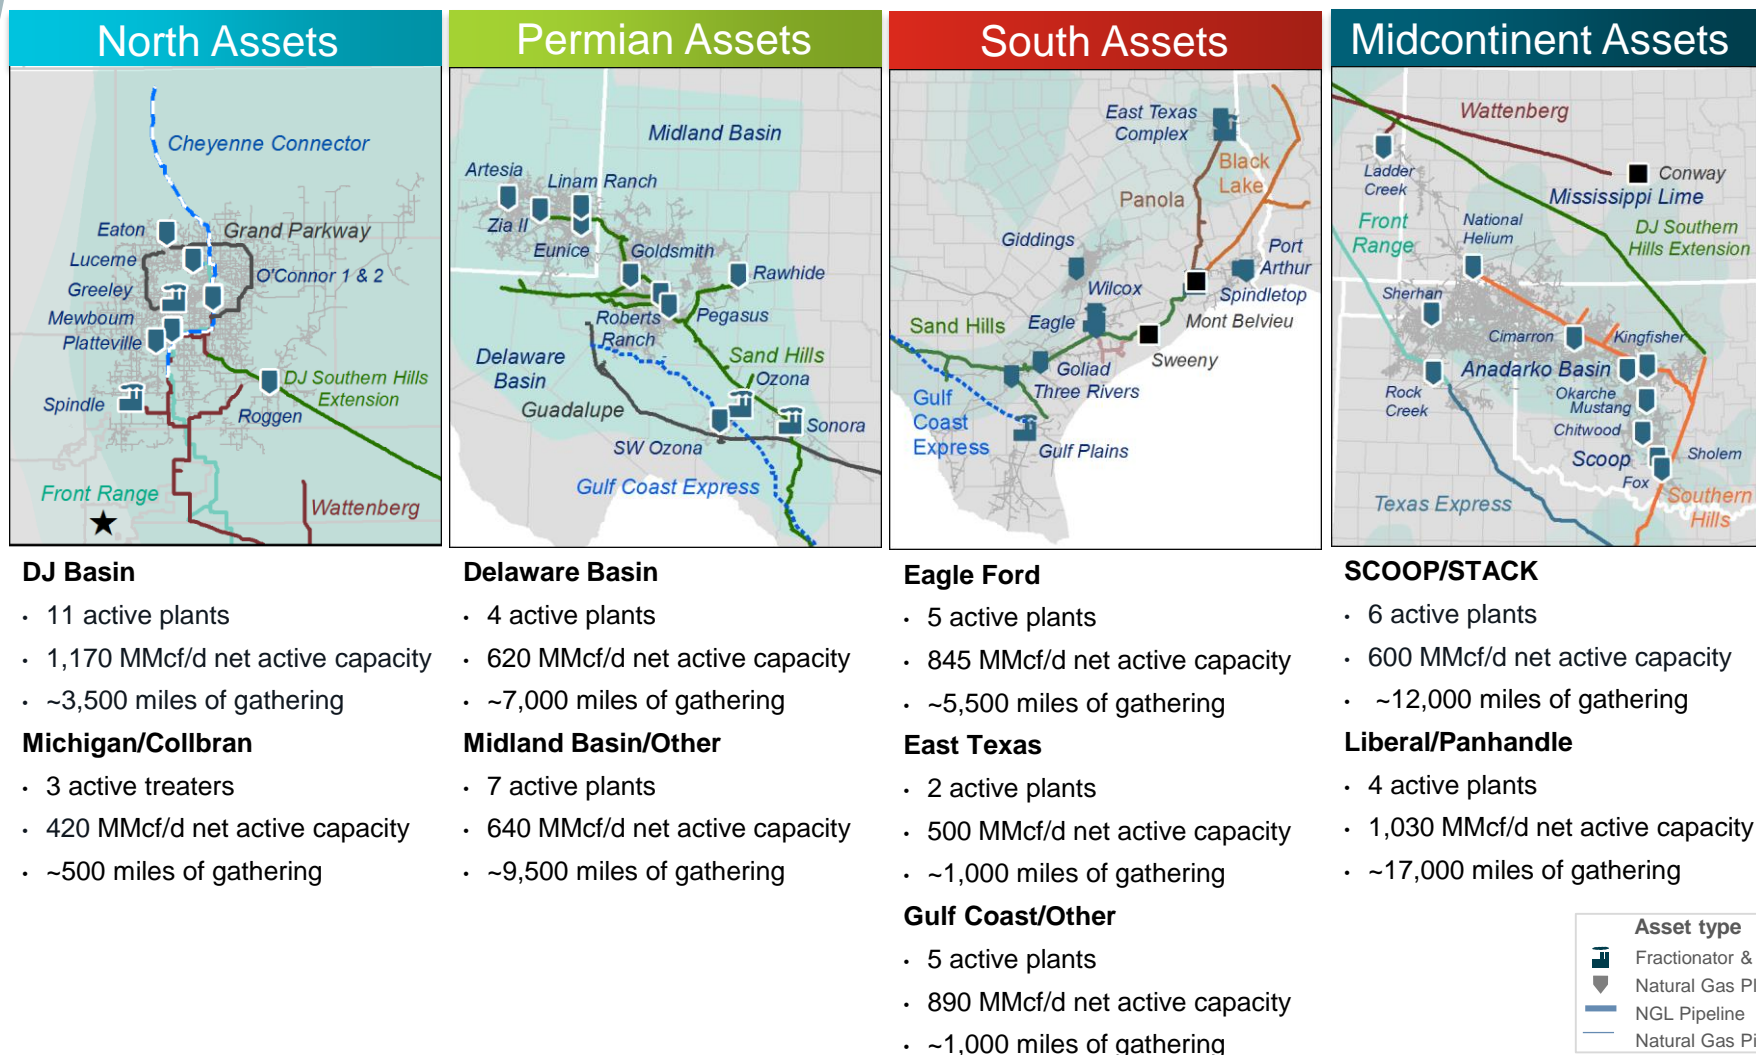 North Assets
Cheyenne Connector
Eaton
Grand Parkway
Lucerne
O'Connor 1 & 2
Greeley
Mewbourn
Platteville
DJ Southern Hills
Extension
Spindle
Roggen
Front Range
Wattenberg
DJ Basin
• 11 active plants
• 1,170 MMcf/d net active capacity
• ~3,500 miles of gathering
Michigan/Collbran
• 3 active treaters
• 420 MMcf/d net active capacity
• ~500 miles of gathering
Permian Assets
Midland Basin
Artesia
Linam Ranch
Zia II
Eunice
Goldsmith
Rawhide
Roberts
Ranch
Pegasus
Delaware
Basin
Sand Hills
Ozona
Guadalupe
SW Ozona
Sonora
Gulf Coast Express
Delaware Basin
• 4 active plants
• 620 MMcf/d net active capacity
• ~7,000 miles of gathering
Midland Basin/Other
• 7 active plants
• 640 MMcf/d net active capacity
• ~9,500 miles of gathering
South Assets
East Texas
Complex
Black
Lake
Panola
Giddings
Port
Arthur
Wilcox
Spindletop
Sand Hills
Eagle
Mont Belvieu
Sweeny
Goliad
Three Rivers
Gulf
Coast
Express
Gulf Plains
Eagle Ford
• 5 active plants
• 845 MMcf/d net active capacity
• ~5,500 miles of gathering
East Texas
• 2 active plants
• 500 MMcf/d net active capacity
• ~1,000 miles of gathering
Gulf Coast/Other
• 5 active plants
• 890 MMcf/d net active capacity
• ~1,000 miles of gathering
Midcontinent Assets
Wattenberg
Ladder
Creek
Conway
Mississippi Lime
Front
Range
National
Helium
DJ Southern
Hills Extension
Sherhan
Cimarron
Kingfisher
Anadarko Basin
Rock
Creek
Okarche
Mustang
Chitwood
Scoop
Sholem
Fox
Texas Express
Southern
Hills
SCOOP/STACK
• 6 active plants
• 600 MMcf/d net active capacity
• ~12,000 miles of gathering
Liberal/Panhandle
• 4 active plants
• 1,030 MMcf/d net active capacity
• ~17,000 miles of gathering
Asset type
Fractionator &
Natural Gas Pl
NGL Pipeline
Natural Gas Pi